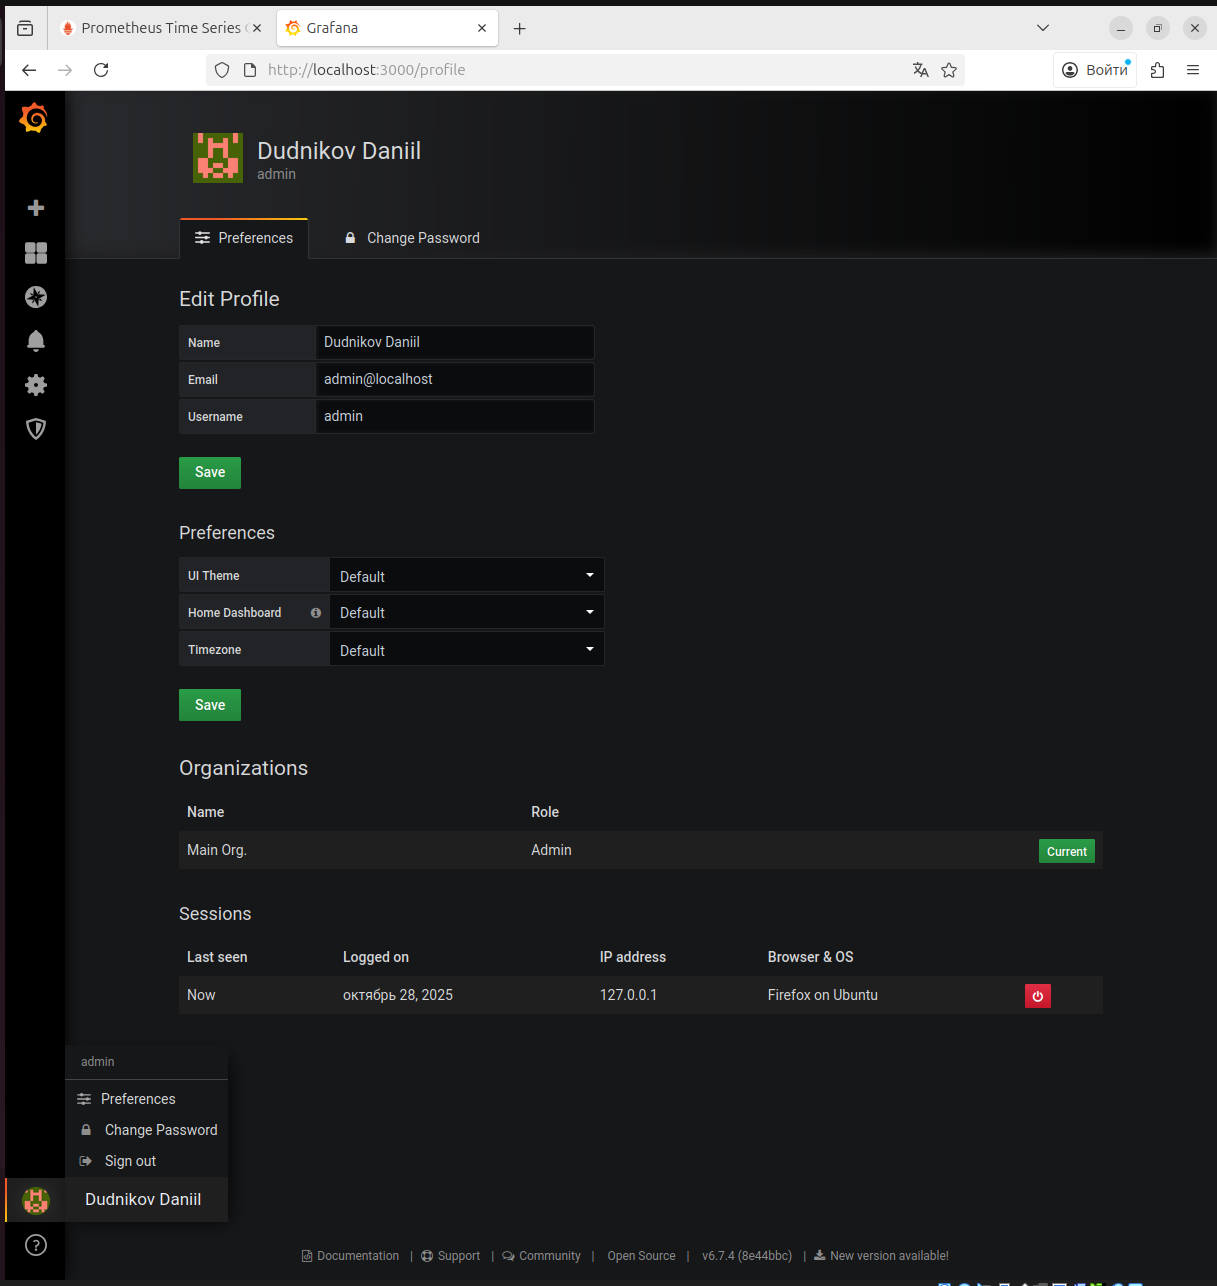 Prometheus Time Series
Grafana
http://localhost:3000/profile
Войти
Dudnikov Daniil
admin
Preferences
Change Password
Edit Profile
Name Dudnikov Daniil
Email admin@localhost
Username admin
Save
Preferences
UI Theme Default
Home Dashboard Default
Timezone Default
Save
Organizations
Name Role
Main Org. Admin Current
Sessions
Last seen Logged on IP address Browser & OS
Now октябрь 28, 2025 127.0.0.1 Firefox on Ubuntu
admin
Preferences
Change Password
Sign out
Dudnikov Daniil
Documentation | Support | Community | Open Source | v6.7.4 (8e44bbc) | New version available!